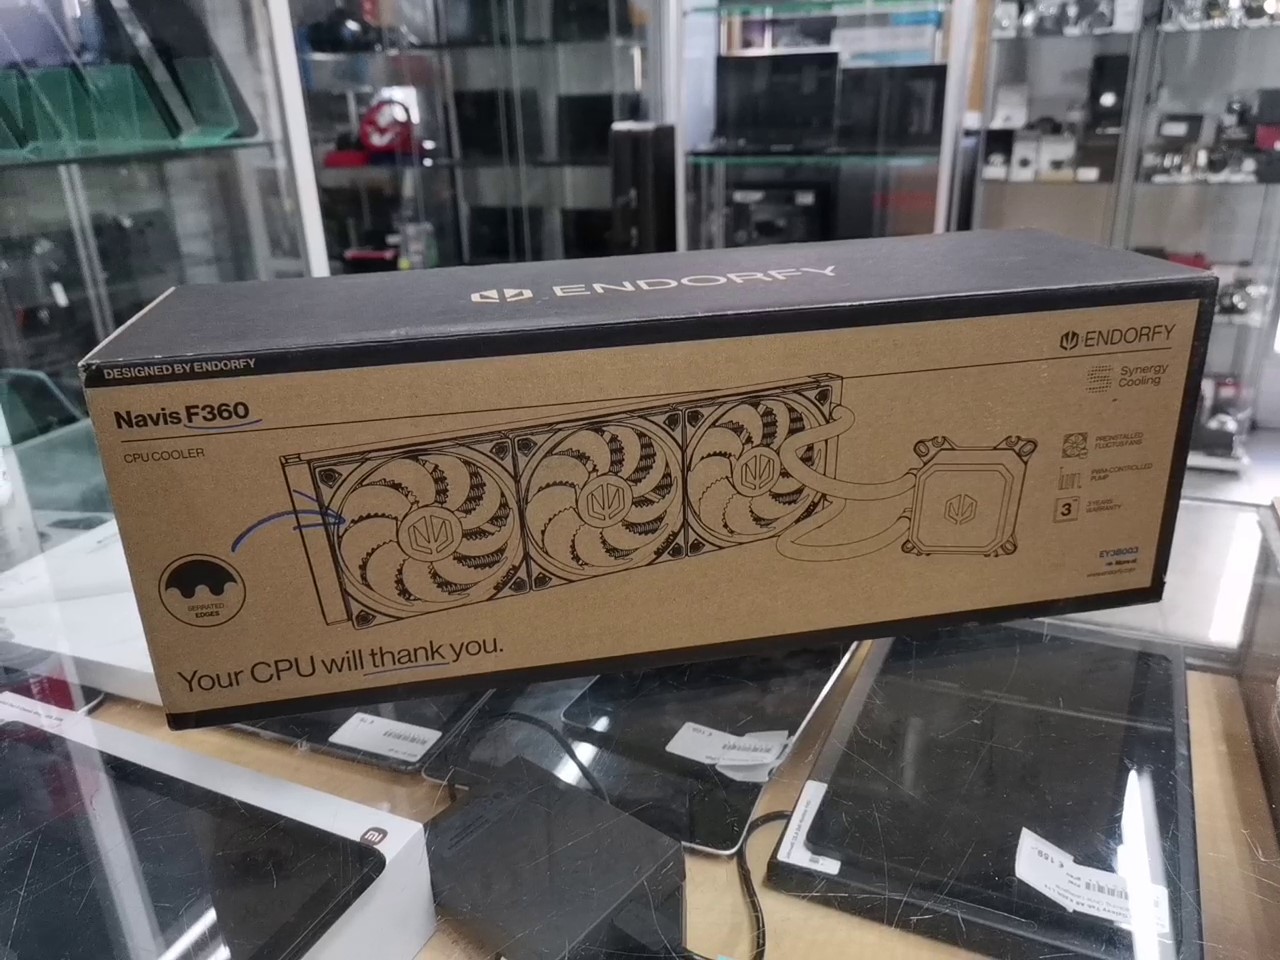 ENDORFY
DESIGNED BY ENDORFY
ENDORFY
Synergy
Cooling
Navis F360
CPU COOLER
PREINSTALLED
FLUCTUS FANS
PWM-CONTROLLED
PUMP
3
3 YEARS
WARRANTY
SERRATED
EDGES
EY3B003
Your CPU will thank you.
€ 159,-